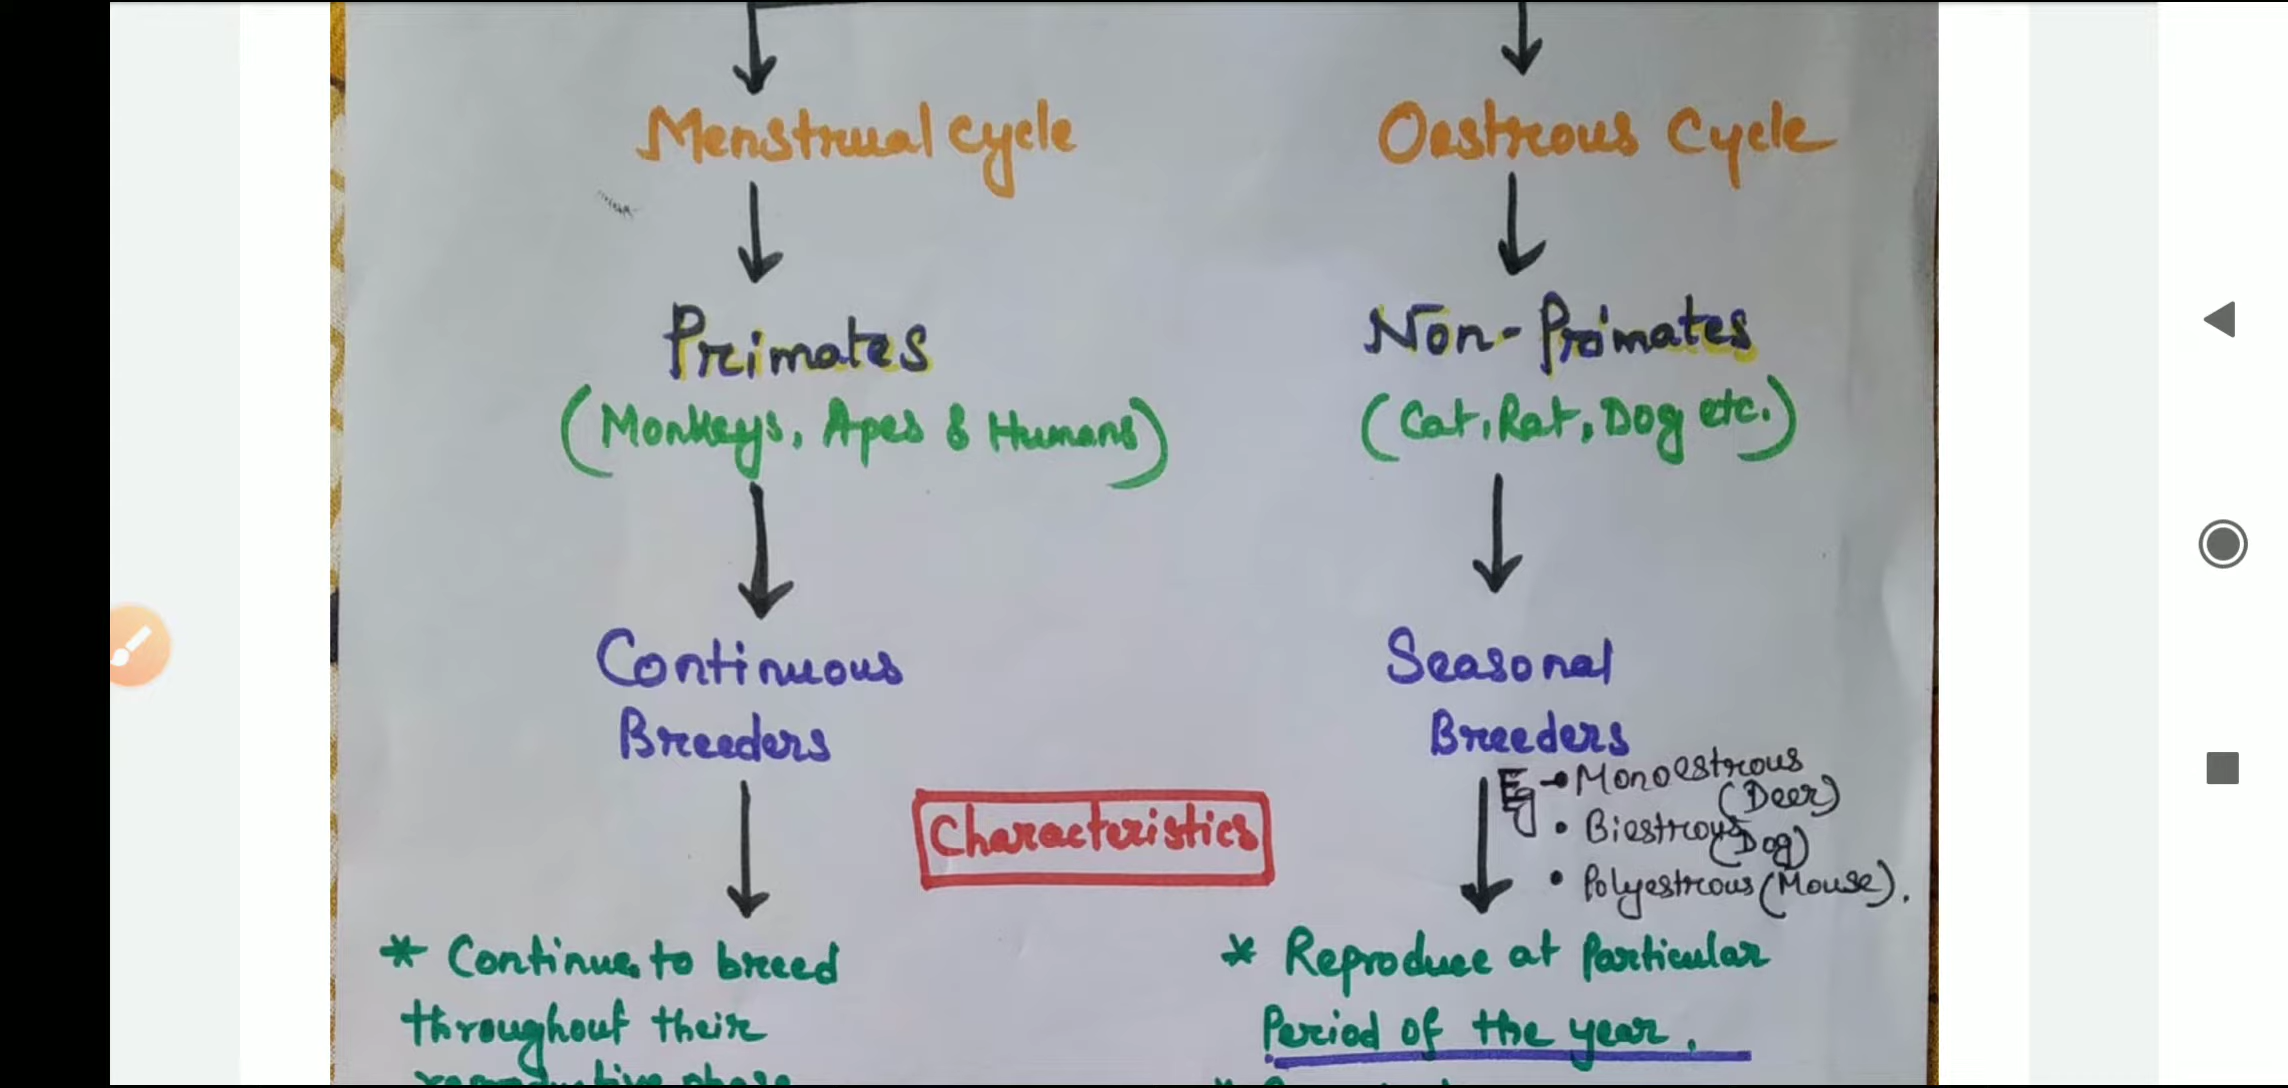 Menstrual Cycle
Oestrous Cycle
Primates
Non-Primates
(Monkeys, Apes & Humans)
(Cat, Rat, Dog etc.)
Continuous
Breeders
Seasonal
Breeders
Eg → Monoestrous
(Deer)
• Biestrous
(Dog)
• Polyestrous (Mouse).
Characteristics
* Continue to breed
throughout their
reproductive phase
* Reproduce at Particular
Period of the year.